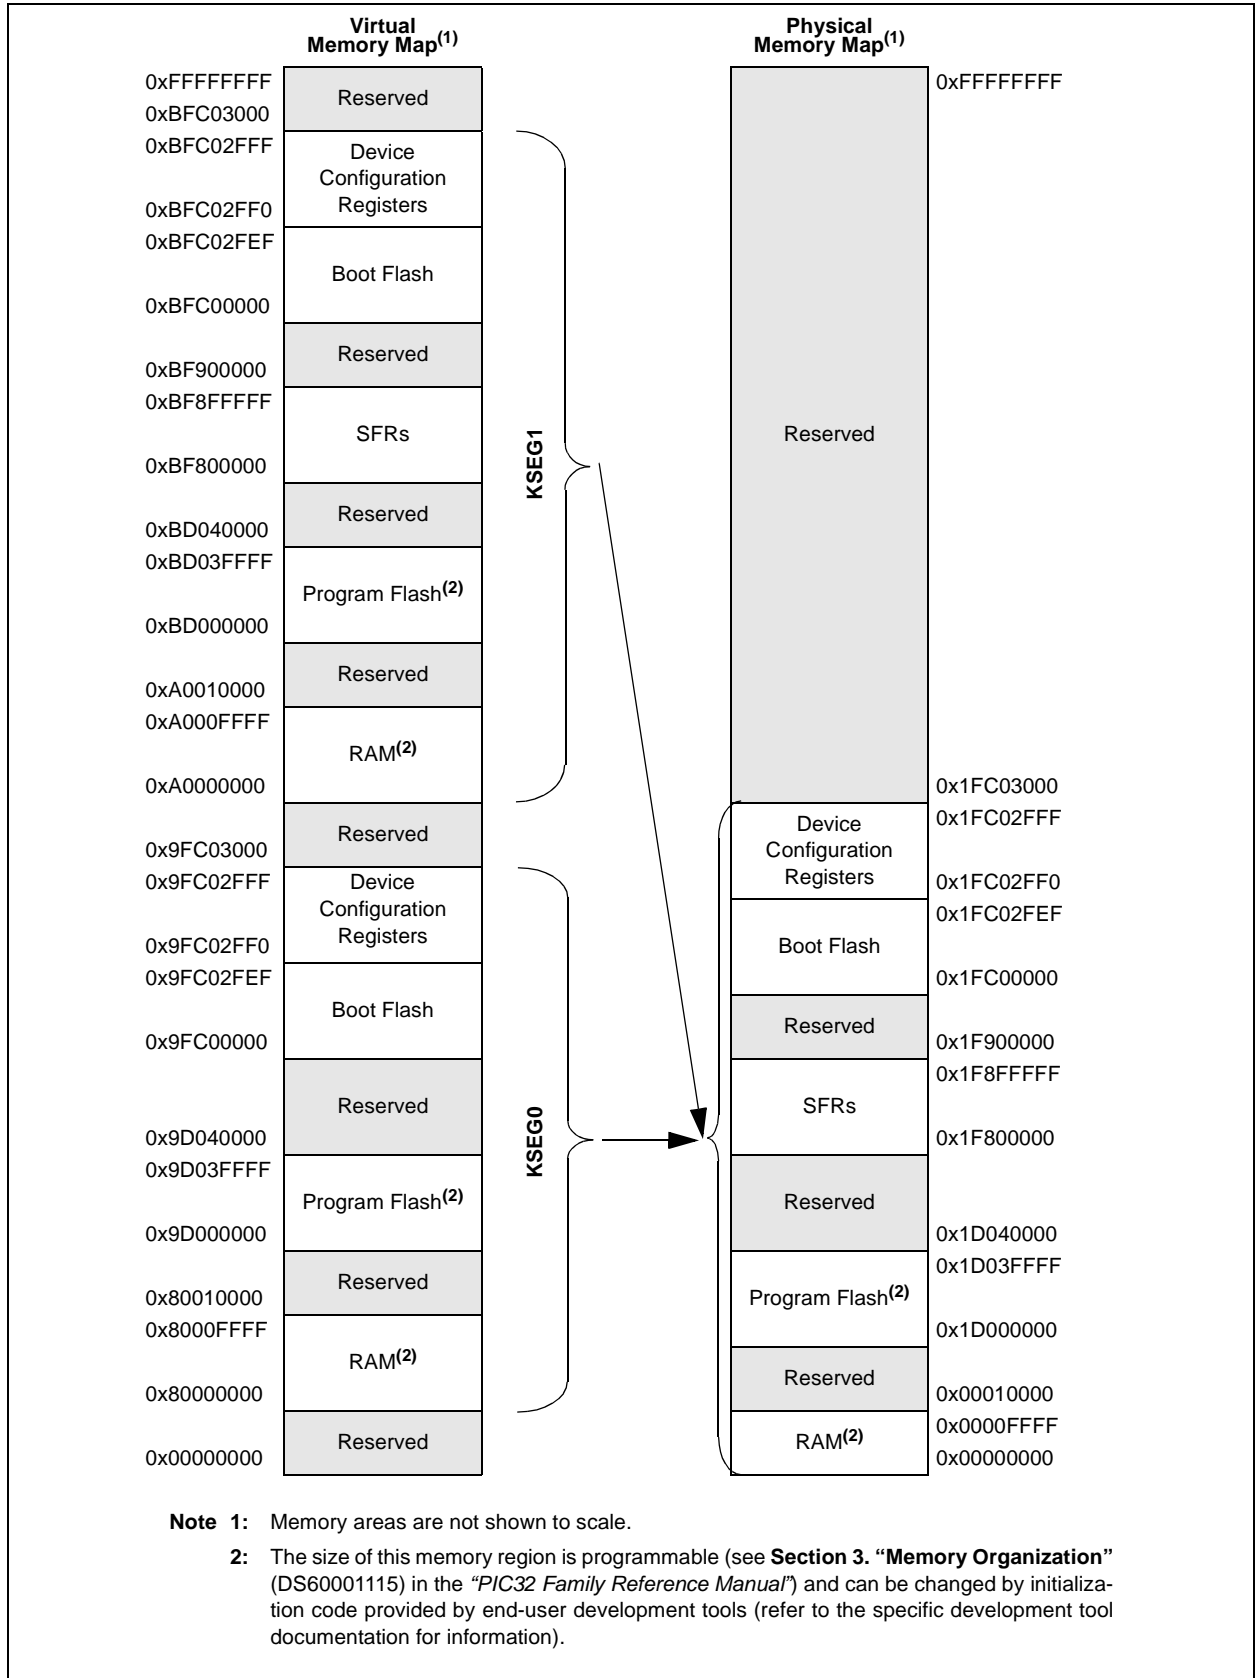 Virtual
Memory Map(1)
0xFFFFFFFF
Reserved
0xBFC03000
0xBFC02FFF
Device
Configuration
Registers
0xBFC02FF0
0xBFC02FEF
Boot Flash
0xBFC00000
Reserved
0xBF900000
0xBF8FFFFF
SFRs
0xBF800000
Reserved
0xBD040000
0xBD03FFFF
Program Flash(2)
0xBD000000
Reserved
0xA0010000
0xA000FFFF
RAM(2)
0xA0000000
Reserved
0x9FC03000
0x9FC02FFF
Device
Configuration
Registers
0x9FC02FF0
0x9FC02FEF
Boot Flash
0x9FC00000
Reserved
0x9D040000
0x9D03FFFF
Program Flash(2)
0x9D000000
Reserved
0x80010000
0x8000FFFF
RAM(2)
0x80000000
Reserved
0x00000000
KSEG1
KSEG0
Physical
Memory Map(1)
0xFFFFFFFF
Reserved
0x1FC03000
0x1FC02FFF
Device
Configuration
Registers
0x1FC02FF0
0x1FC02FEF
Boot Flash
0x1FC00000
Reserved
0x1F900000
0x1F8FFFFF
SFRs
0x1F800000
Reserved
0x1D040000
0x1D03FFFF
Program Flash(2)
0x1D000000
Reserved
0x00010000
0x0000FFFF
RAM(2)
0x00000000
Note 1: Memory areas are not shown to scale.
2: The size of this memory region is programmable (see Section 3. “Memory Organization”
(DS60001115) in the “PIC32 Family Reference Manual”) and can be changed by initializa-
tion code provided by end-user development tools (refer to the specific development tool
documentation for information).